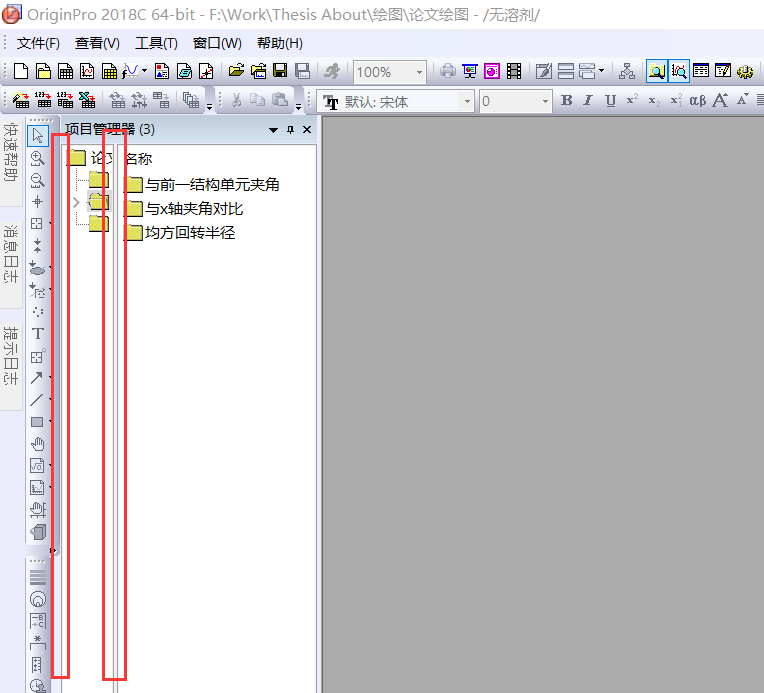 OriginPro 2018C 64-bit - F:\Work\Thesis About\绘图\论文绘图 - /无溶剂/
文件(F) 查看(V) 工具(T) 窗口(W) 帮助(H)
100%
默认: 宋体 0 B I U x² x₂ x²₁ αβ A A
快速帮助
消息日志
提示日志
项目管理器 (3)
论文
名称
与前一结构单元夹角
与x轴夹角对比
均方回转半径
T